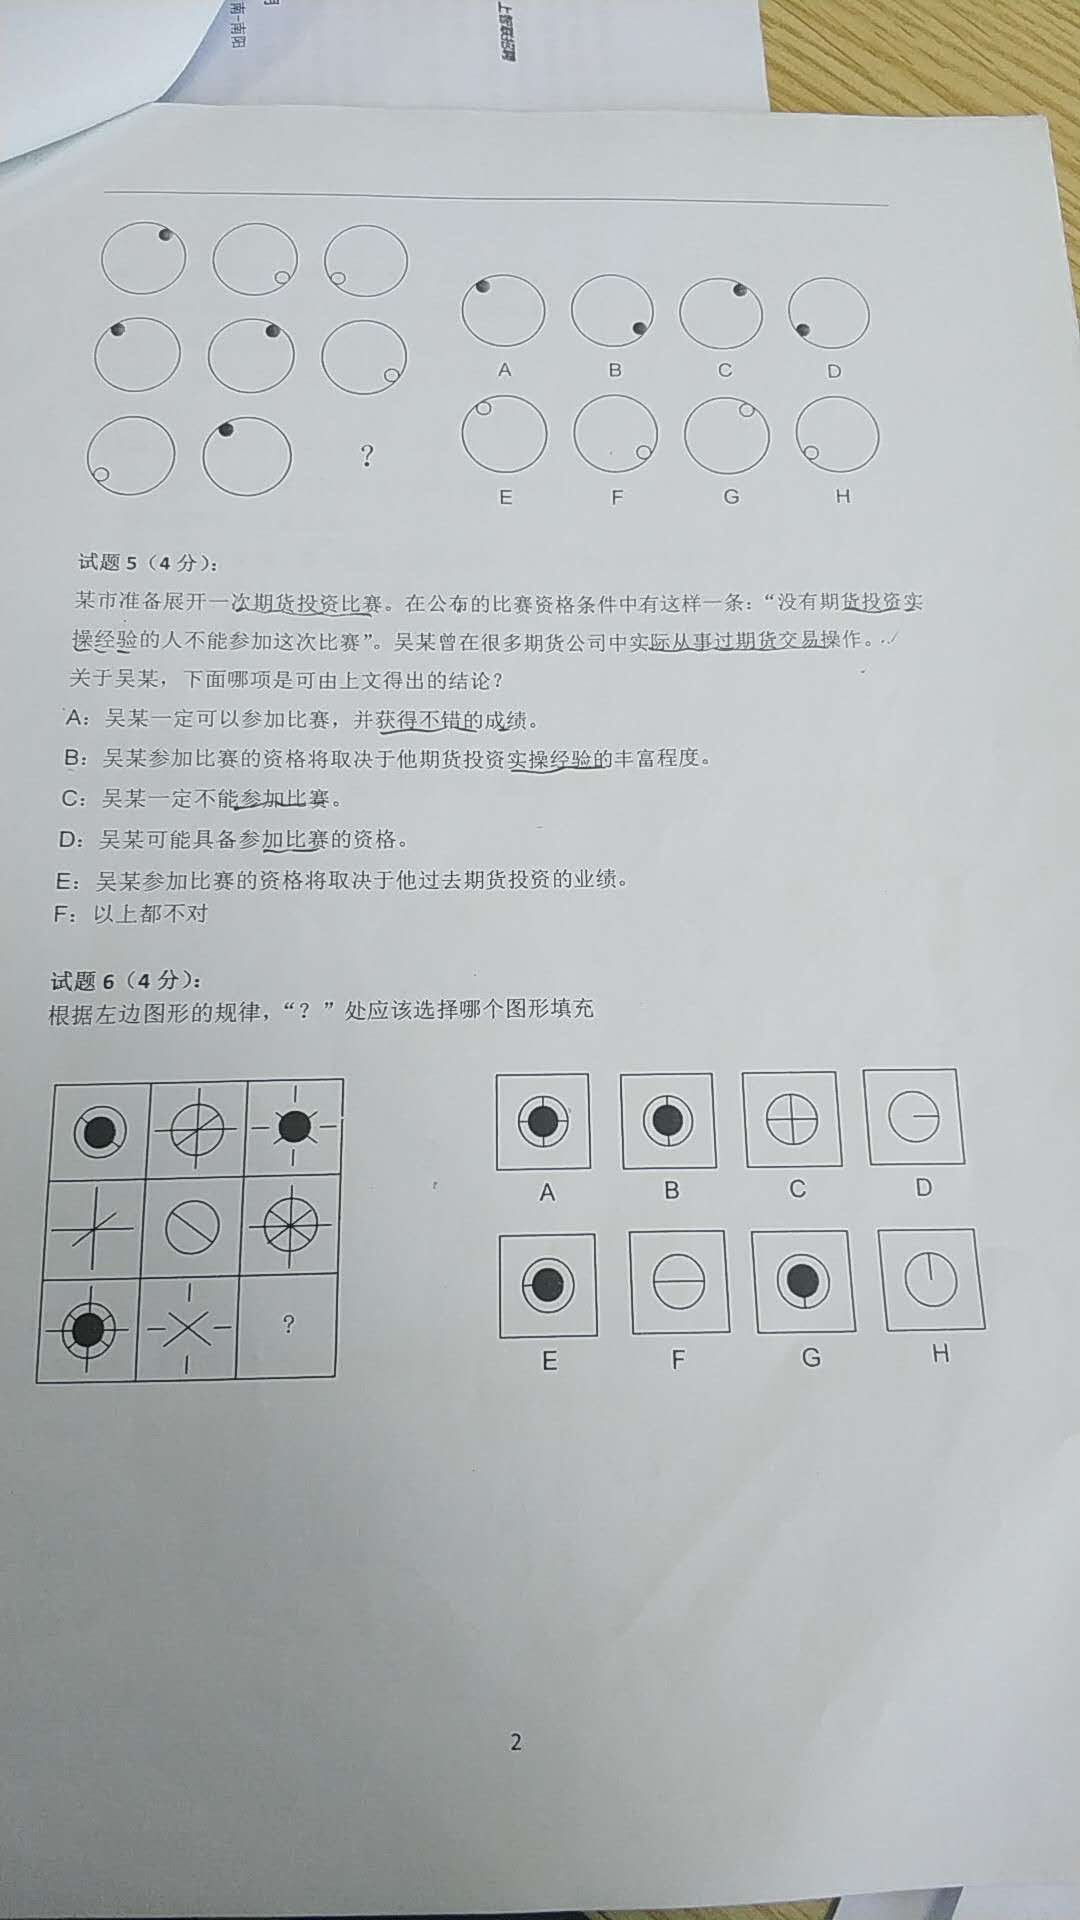 南-南阳
上智联招聘
?
A
B
C
D
E
F
G
H
试题 5（4 分）：
某市准备展开一次期货投资比赛。在公布的比赛资格条件中有这样一条：“没有期货投资实
操经验的人不能参加这次比赛”。吴某曾在很多期货公司中实际从事过期货交易操作。
关于吴某，下面哪项是可由上文得出的结论？
A：吴某一定可以参加比赛，并获得不错的成绩。
B：吴某参加比赛的资格将取决于他期货投资实操经验的丰富程度。
C：吴某一定不能参加比赛。
D：吴某可能具备参加比赛的资格。
E：吴某参加比赛的资格将取决于他过去期货投资的业绩。
F：以上都不对
试题 6（4 分）：
根据左边图形的规律，“？”处应该选择哪个图形填充
A
B
C
D
?
E
F
G
H
2